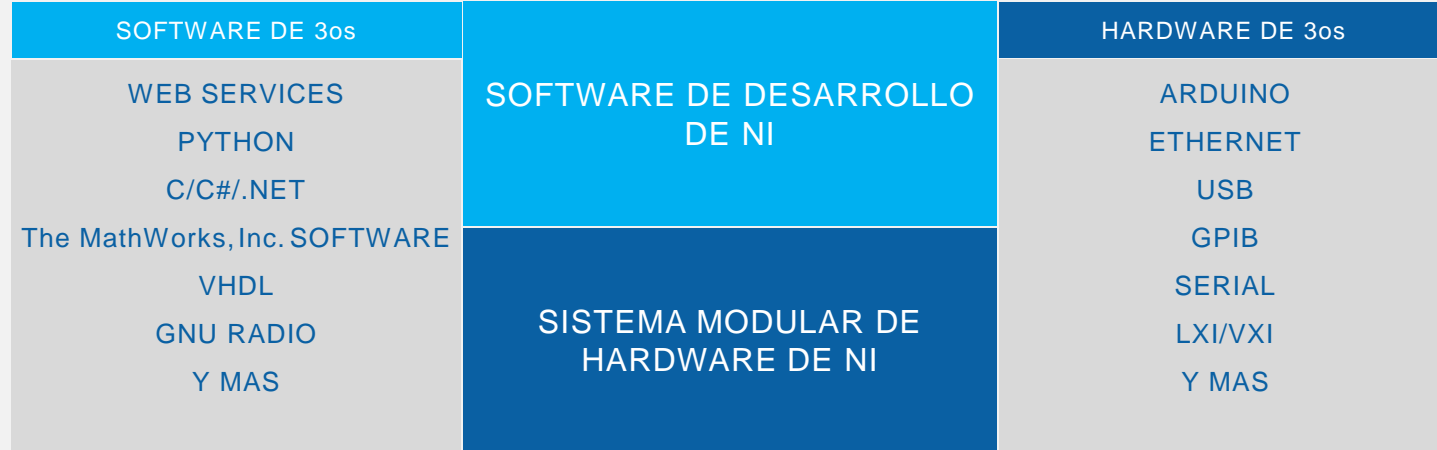 SOFTWARE DE 3os
WEB SERVICES
PYTHON
C/C#/.NET
The MathWorks, Inc. SOFTWARE
VHDL
GNU RADIO
Y MAS
SOFTWARE DE DESARROLLO
DE NI
SISTEMA MODULAR DE
HARDWARE DE NI
HARDWARE DE 3os
ARDUINO
ETHERNET
USB
GPIB
SERIAL
LXI/VXI
Y MAS